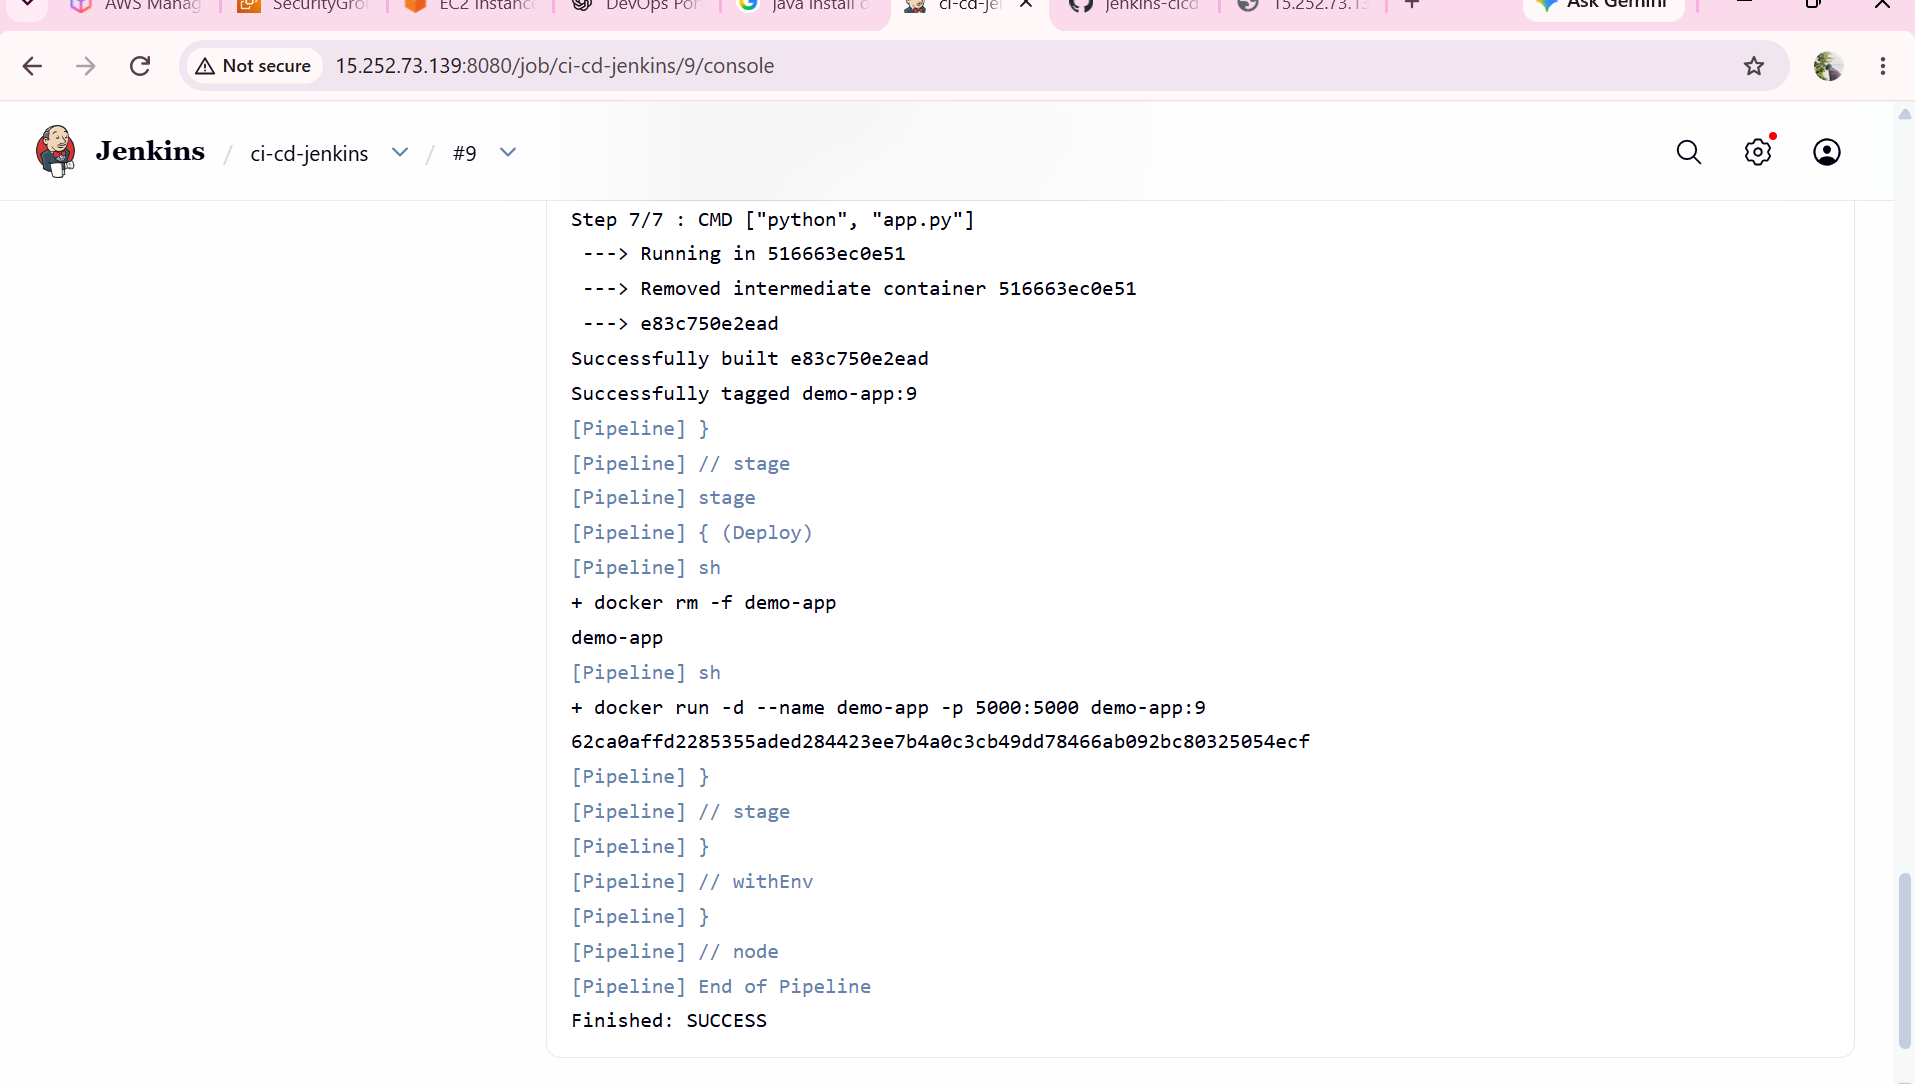 AWS Manag
SecurityGrou
EC2 Instance
DevOps Por
Java install o
ci-cd-jen
jenkins-cicd
15.252.73.13
Ask Gemini
Not secure
15.252.73.139:8080/job/ci-cd-jenkins/9/console
Jenkins / ci-cd-jenkins / #9
Step 7/7 : CMD ["python", "app.py"]
---> Running in 516663ec0e51
---> Removed intermediate container 516663ec0e51
---> e83c750e2ead
Successfully built e83c750e2ead
Successfully tagged demo-app:9
[Pipeline] }
[Pipeline] // stage
[Pipeline] stage
[Pipeline] { (Deploy)
[Pipeline] sh
+ docker rm -f demo-app
demo-app
[Pipeline] sh
+ docker run -d --name demo-app -p 5000:5000 demo-app:9
62ca0affd2285355aded284423ee7b4a0c3cb49dd78466ab092bc80325054ecf
[Pipeline] }
[Pipeline] // stage
[Pipeline] }
[Pipeline] // withEnv
[Pipeline] }
[Pipeline] // node
[Pipeline] End of Pipeline
Finished: SUCCESS